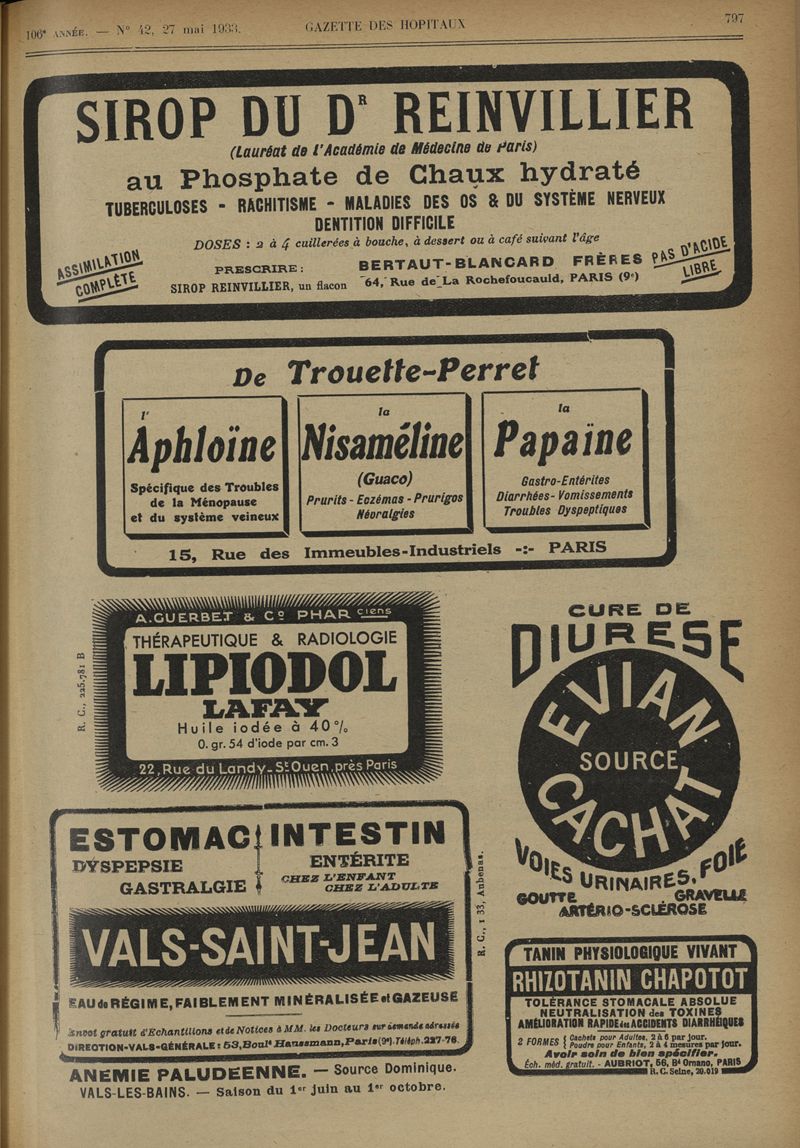 106e ANNÉE. — N° 42, 27 mai 1933.
GAZETTE DES HOPITAUX
797
SIROP DU DR REINVILLIER
(Lauréat de l'Académie de Médecine de Paris)
au Phosphate de Chaux hydraté
TUBERCULOSES - RACHITISME - MALADIES DES OS & DU SYSTÈME NERVEUX
DENTITION DIFFICILE
DOSES : 2 à 4 cuillerées à bouche, à dessert ou à café suivant l'âge
ASSIMILATION
COMPLÈTE
PRESCRIRE :
SIROP REINVILLIER, un flacon
BERTAUT-BLANCARD FRÈRES
64, Rue de La Rochefoucauld, PARIS (9e)
PAS D'ACIDE
LIBRE
De Trouette-Perret
l'
Aphloïne
Spécifique des Troubles
de la Ménopause
et du système veineux
la
Nisaméline
(Guaco)
Prurits - Eczémas - Prurigos
Névralgies
la
Papaïne
Gastro-Entérites
Diarrhées - Vomissements
Troubles Dyspeptiques
15, Rue des Immeubles-Industriels -:- PARIS
R. C., 225.781 B
A. GUERBET & Co PHARciens
THÉRAPEUTIQUE & RADIOLOGIE
LIPIODOL
LAFAY
Huile iodée à 40%
0. gr. 54 d'iode par cm. 3
22, Rue du Landy_St Ouen, près Paris
CURE DE
DIURESE
EVIAN
SOURCE
CACHAT
VOIES URINAIRES, FOIE
GOUTTE GRAVELLE
ARTÉRIO-SCLÉROSE
ESTOMAC INTESTIN
DYSPEPSIE
GASTRALGIE
ENTÉRITE
CHEZ L'ENFANT
CHEZ L'ADULTE
VALS-SAINT-JEAN
EAU de RÉGIME, FAIBLEMENT MINÉRALISÉE et GAZEUSE
Envoi gratuit d'Echantillons et de Notices à MM. les Docteurs sur demande adressée
DIRECTION-VALS-GÉNÉRALE : 53, Boulᵈ Haussmann, Paris (9e). Téléph. 227-76.
R. C., 1 33, Aubenas.
ANEMIE PALUDEENNE. — Source Dominique.
VALS-LES-BAINS. — Saison du 1er Juin au 1er octobre.
TANIN PHYSIOLOGIQUE VIVANT
RHIZOTANIN CHAPOTOT
TOLÉRANCE STOMACALE ABSOLUE
NEUTRALISATION des TOXINES
AMÉLIORATION RAPIDE des ACCIDENTS DIARRHÉIQUES
2 FORMES { Cachets pour Adultes, 2 à 6 par jour.
Poudre pour Enfants, 2 à 4 mesures par jour.
Avoir soin de bien spécifier.
Éch. méd. gratuit. - AUBRIOT, 56, Bd Ornano, PARIS
R. C. Seine, 20.019